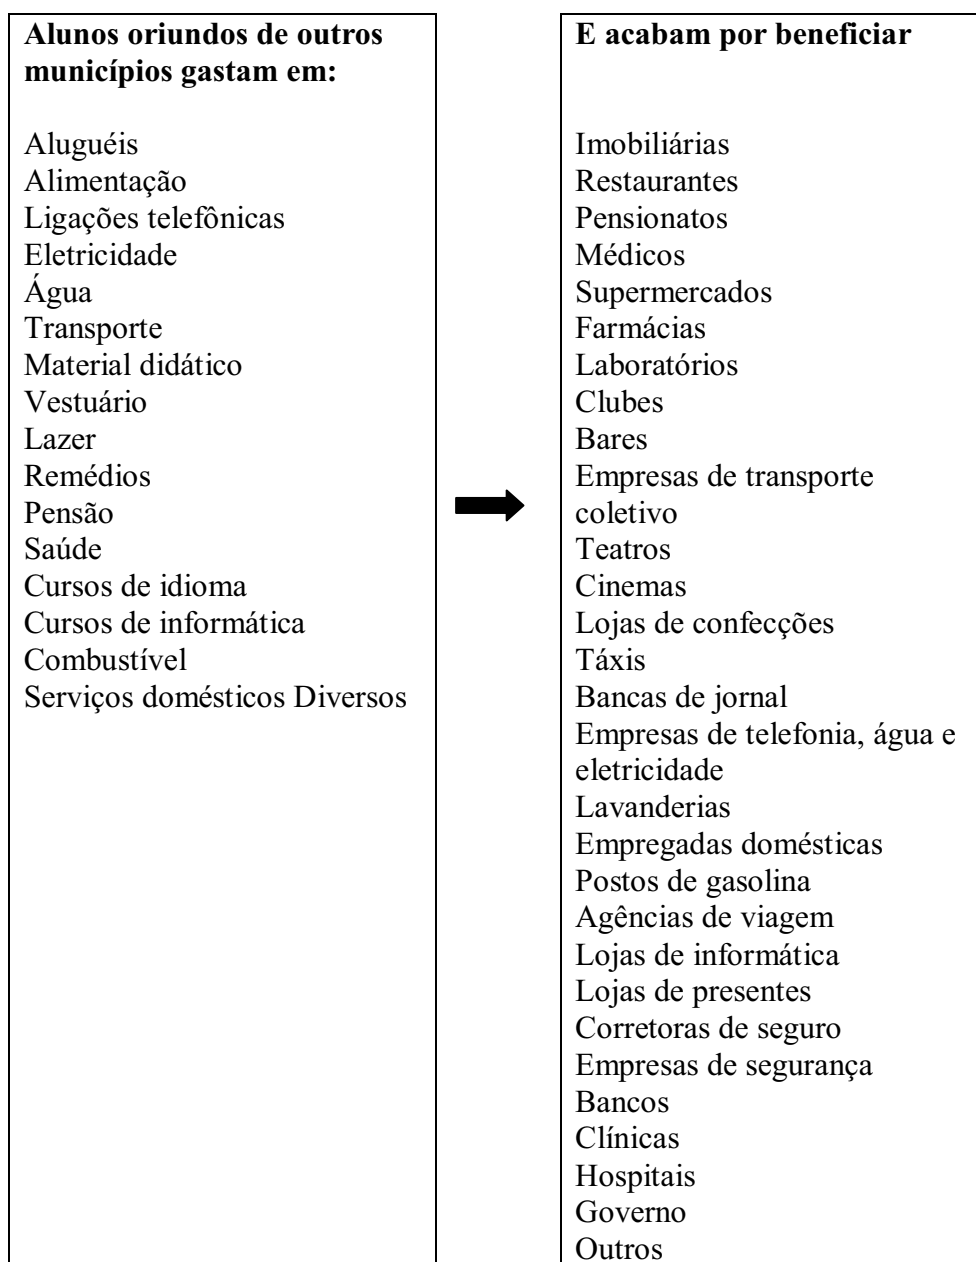 Alunos oriundos de outros
municípios gastam em:
Aluguéis
Alimentação
Ligações telefônicas
Eletricidade
Água
Transporte
Material didático
Vestuário
Lazer
Remédios
Pensão
Saúde
Cursos de idioma
Cursos de informática
Combustível
Serviços domésticos Diversos
E acabam por beneficiar
Imobiliárias
Restaurantes
Pensionatos
Médicos
Supermercados
Farmácias
Laboratórios
Clubes
Bares
Empresas de transporte
coletivo
Teatros
Cinemas
Lojas de confecções
Táxis
Bancas de jornal
Empresas de telefonia, água e
eletricidade
Lavanderias
Empregadas domésticas
Postos de gasolina
Agências de viagem
Lojas de informática
Lojas de presentes
Corretoras de seguro
Empresas de segurança
Bancos
Clínicas
Hospitais
Governo
Outros